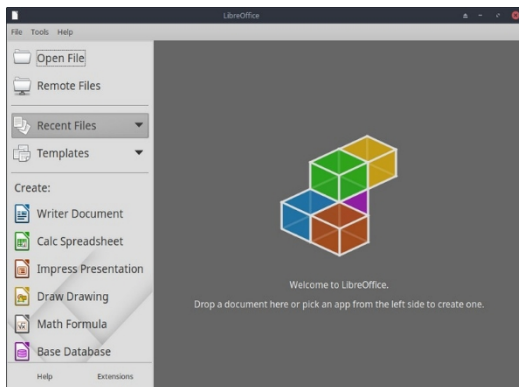 LibreOffice
File Tools Help
Open File
Remote Files
Recent Files
Templates
Create:
Writer Document
Calc Spreadsheet
Impress Presentation
Draw Drawing
Math Formula
Base Database
Help Extensions
Welcome to LibreOffice.
Drop a document here or pick an app from the left side to create one.